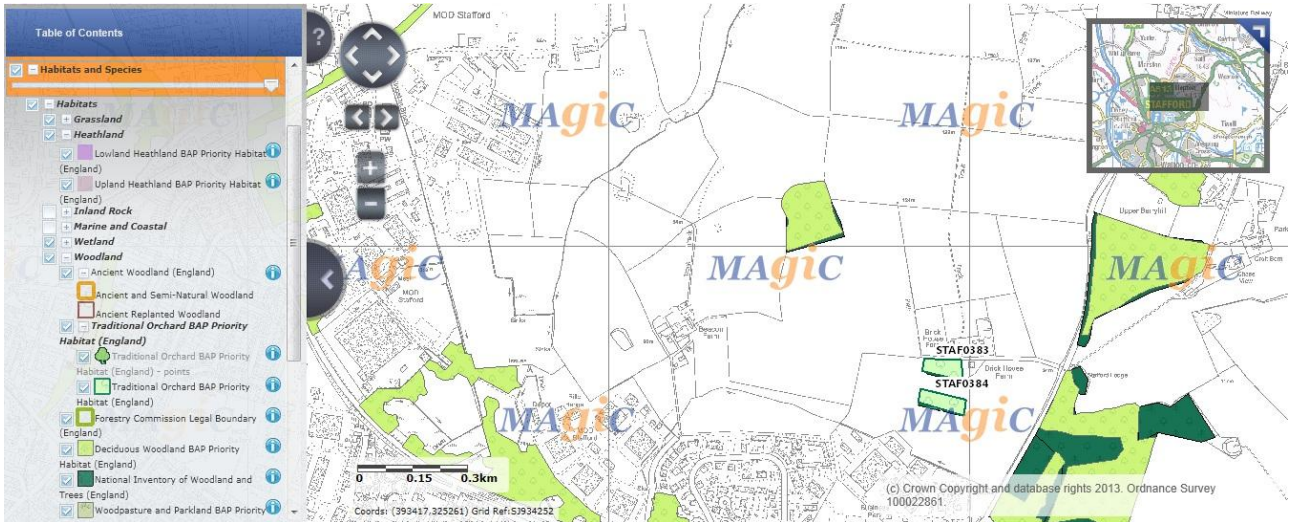 Table of Contents
Habitats and Species
Habitats
Grassland
Heathland
Lowland Heathland BAP Priority Habitat
(England)
Upland Heathland BAP Priority Habitat
(England)
Inland Rock
Marine and Coastal
Wetland
Woodland
Ancient Woodland (England)
Ancient and Semi-Natural Woodland
Ancient Replanted Woodland
Traditional Orchard BAP Priority
Habitat (England)
Traditional Orchard BAP Priority
Habitat (England) - points
Traditional Orchard BAP Priority
Habitat (England)
Forestry Commission Legal Boundary
(England)
Deciduous Woodland BAP Priority
Habitat (England)
National Inventory of Woodland and
Trees (England)
Woodpasture and Parkland BAP Priority
?
MOD Stafford
Miniature Railway
MAgiC
MAgiC
STAFFORD
Upper Berryhill
AgiC
MAgiC
MAgiC
MOD
Stafford
Beacon
Farm
Brick
House
STAF0383
Brick House
Farm
STAF0384
MAgiC
MAgiC
MOD
Stafford
0 0.15 0.3km
Coords: (393417,325261) Grid Ref:SJ934252
(c) Crown Copyright and database rights 2013. Ordnance Survey
100022861.